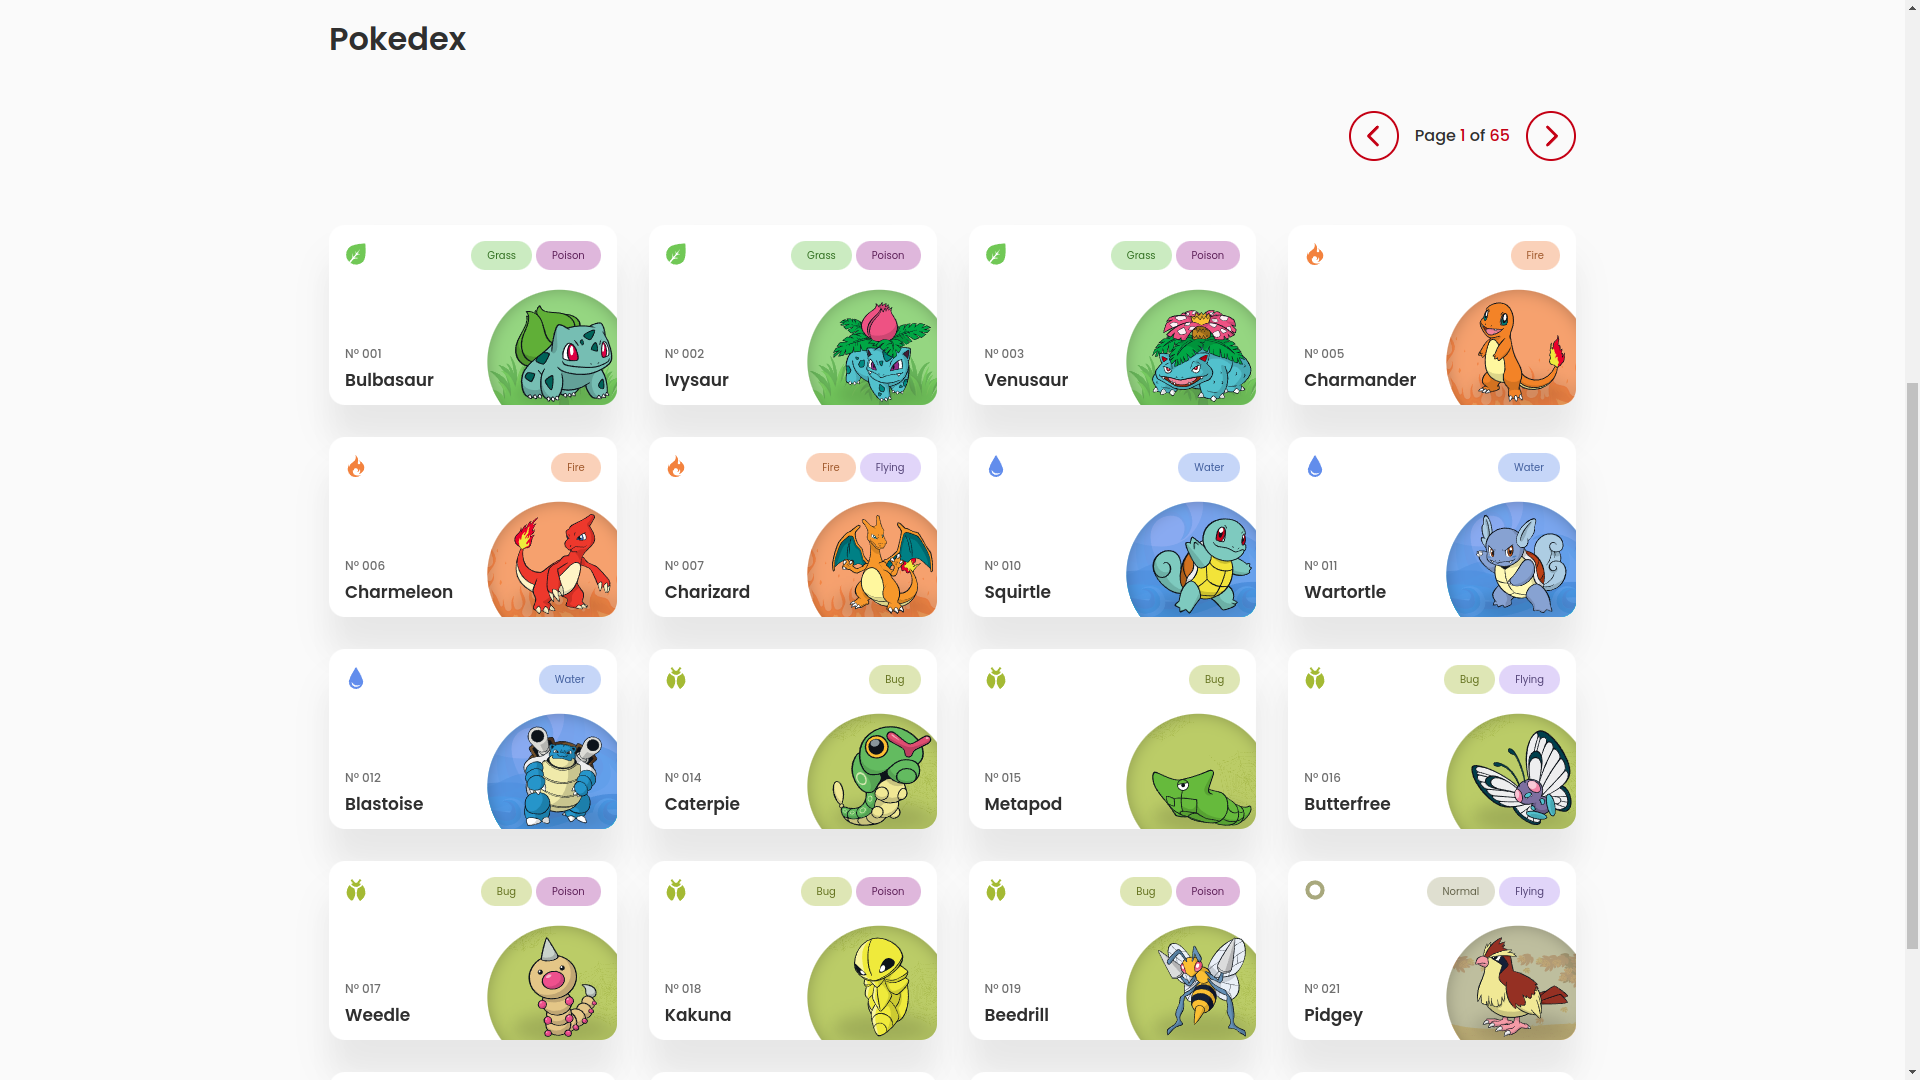 Pokedex
Page 1 of 65
Grass Poison
Nº 001
Bulbasaur
Grass Poison
Nº 002
Ivysaur
Grass Poison
Nº 003
Venusaur
Fire
Nº 005
Charmander
Fire
Nº 006
Charmeleon
Fire Flying
Nº 007
Charizard
Water
Nº 010
Squirtle
Water
Nº 011
Wartortle
Water
Nº 012
Blastoise
Bug
Nº 014
Caterpie
Bug
Nº 015
Metapod
Bug Flying
Nº 016
Butterfree
Bug Poison
Nº 017
Weedle
Bug Poison
Nº 018
Kakuna
Bug Poison
Nº 019
Beedrill
Normal Flying
Nº 021
Pidgey